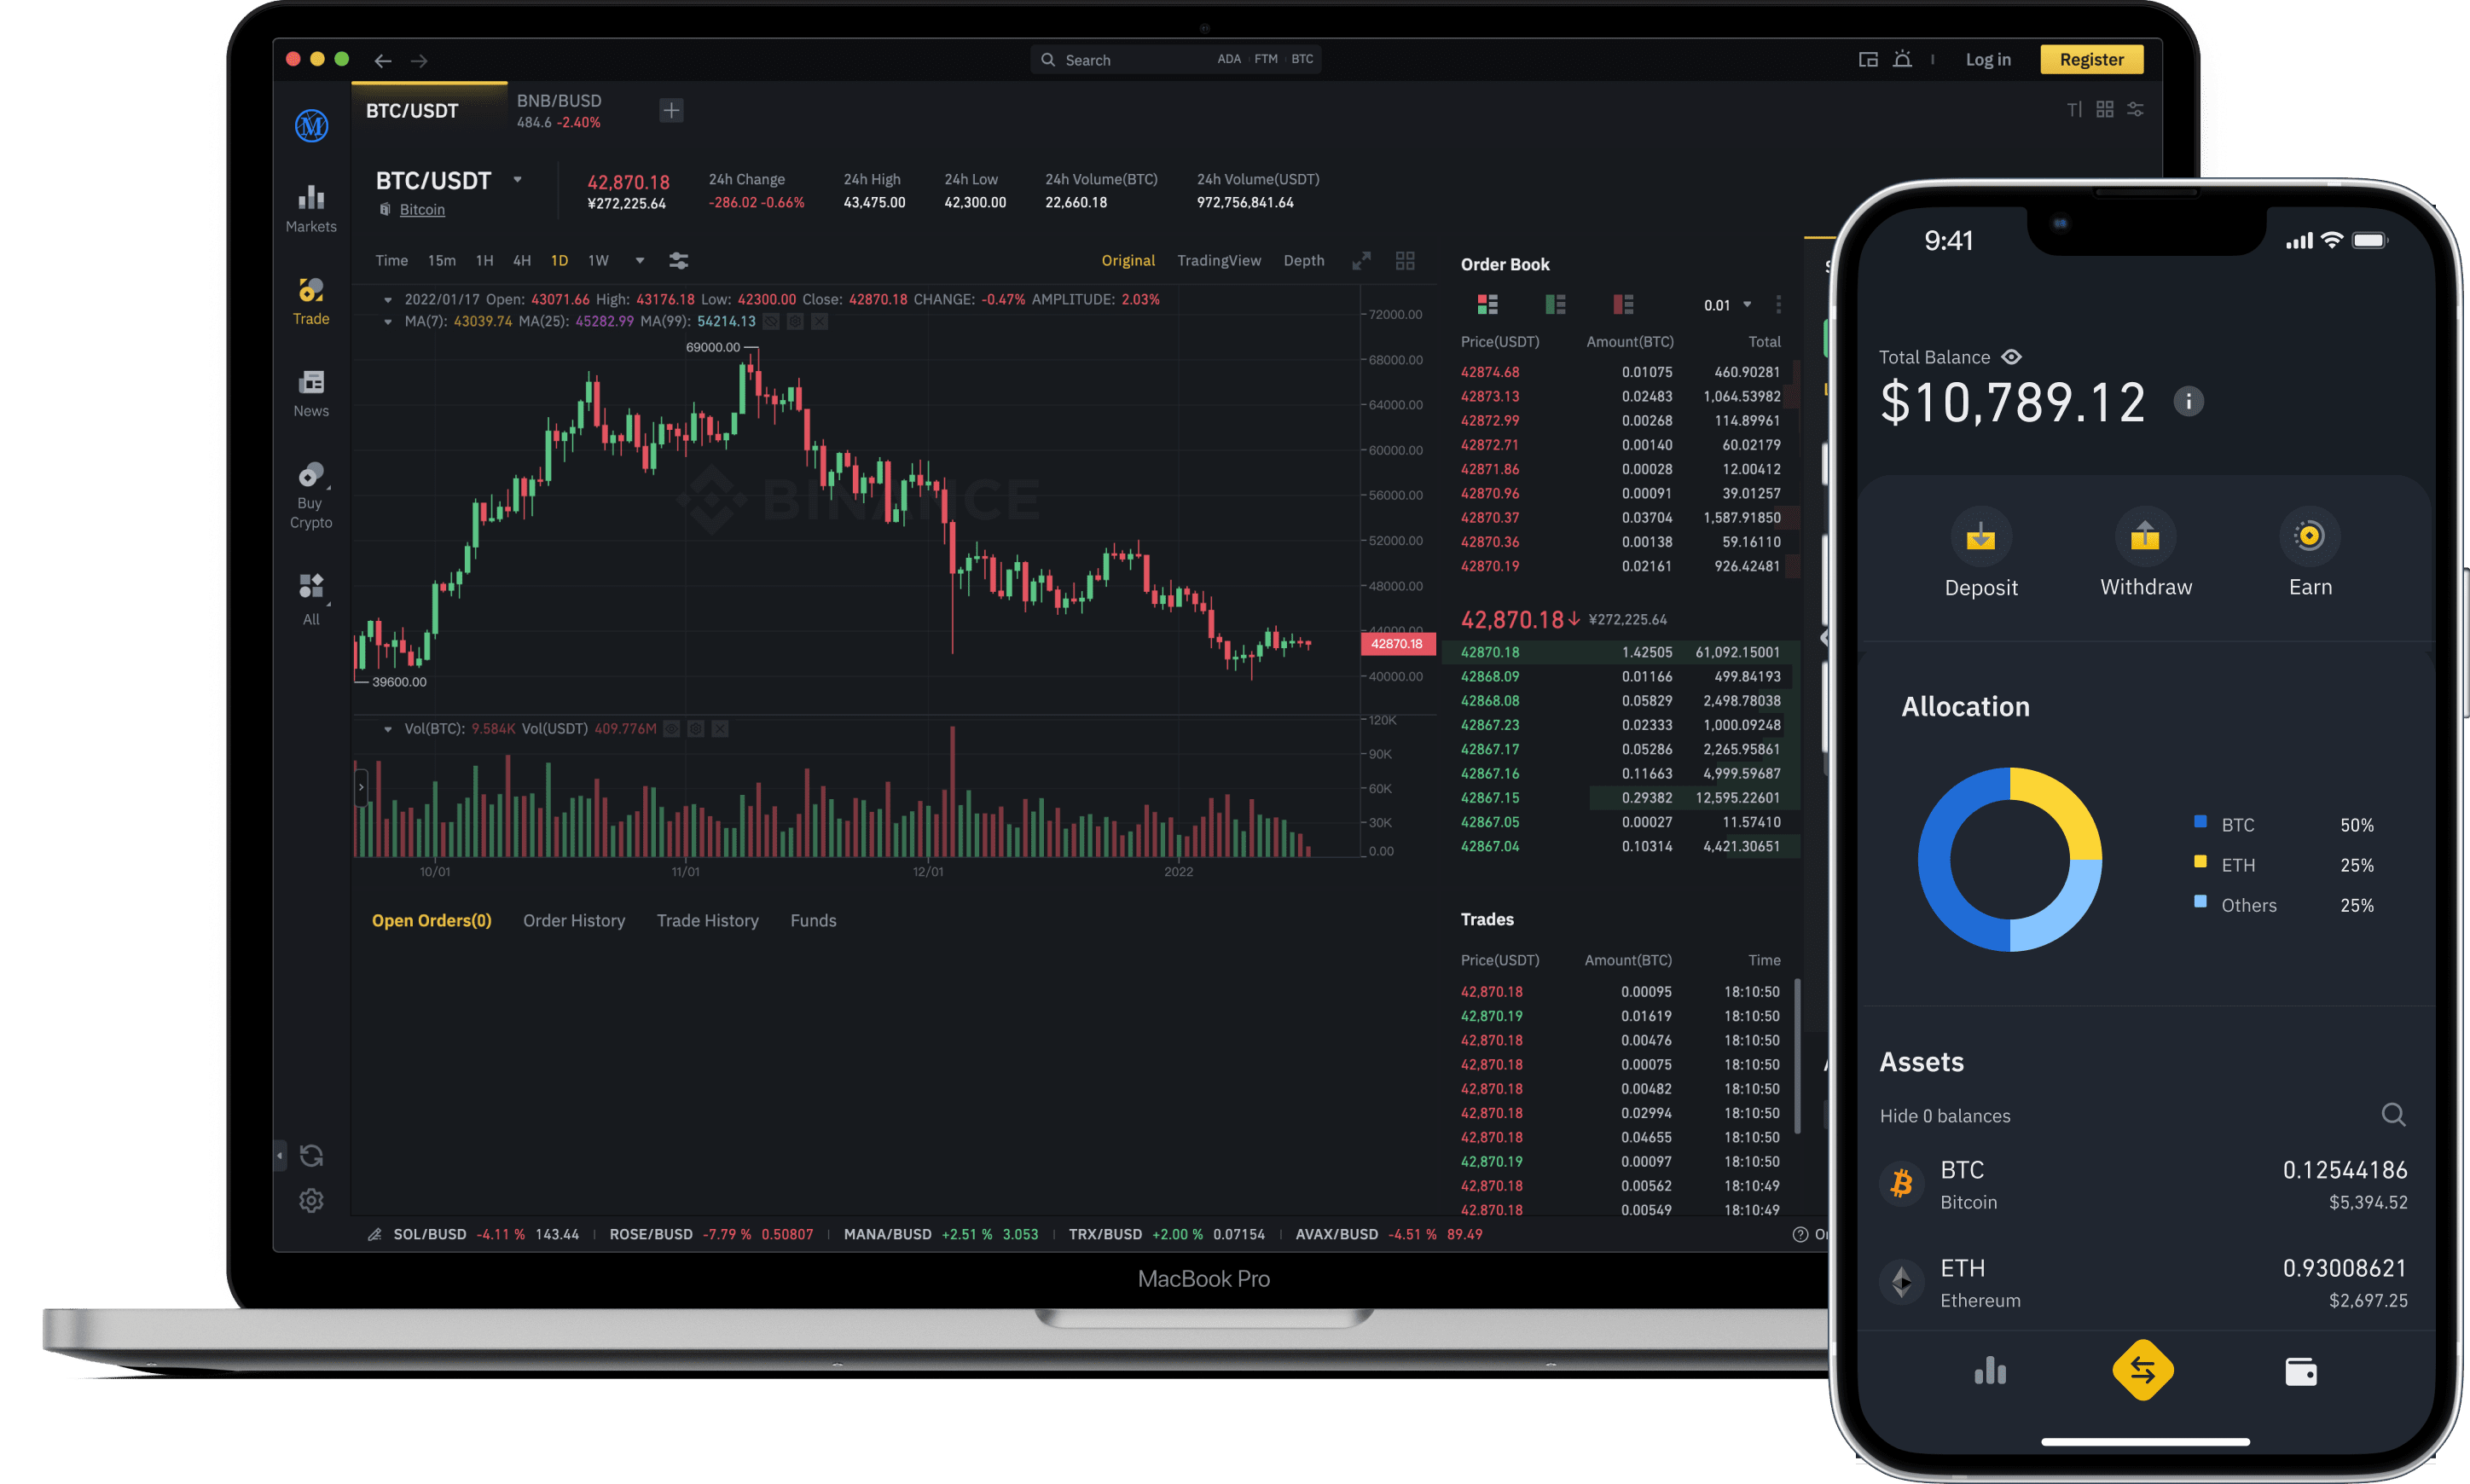 Search ADA FTM BTC
Log in Register
BTC/USDT
BNB/BUSD
484.6 -2.40%
M
Markets
Trade
News
Buy
Crypto
All
BTC/USDT
Bitcoin
42,870.18
¥272,225.64
24h Change
-286.02 -0.66%
24h High
43,475.00
24h Low
42,300.00
24h Volume(BTC)
22,660.18
24h Volume(USDT)
972,756,841.64
Time 15m 1H 4H 1D 1W
Original TradingView Depth
2022/01/17 Open: 43071.66 High: 43176.18 Low: 42300.00 Close: 42870.18 CHANGE: -0.47% AMPLITUDE: 2.03%
MA(7): 43039.74 MA(25): 45282.99 MA(99): 54214.13
69000.00
39600.00
BINANCE
72000.00
68000.00
64000.00
60000.00
56000.00
52000.00
48000.00
44000.00
42870.18
40000.00
Vol(BTC): 9.584K Vol(USDT) 409.776M
120K
90K
60K
30K
0.00
10/01 11/01 12/01 2022
Open Orders(0) Order History Trade History Funds
Order Book
0.01
Price(USDT) Amount(BTC) Total
42874.68 0.01075 460.90281
42873.13 0.02483 1,064.53982
42872.99 0.00268 114.89961
42872.71 0.00140 60.02179
42871.86 0.00028 12.00412
42870.96 0.00091 39.01257
42870.37 0.03704 1,587.91850
42870.36 0.00138 59.16110
42870.19 0.02161 926.42481
42,870.18↓ ¥272,225.64
42870.18 1.42505 61,092.15001
42868.09 0.01166 499.84193
42868.08 0.05829 2,498.78038
42867.23 0.02333 1,000.09248
42867.17 0.05286 2,265.95861
42867.16 0.11663 4,999.59687
42867.15 0.29382 12,595.22601
42867.05 0.00027 11.57410
42867.04 0.10314 4,421.30651
Trades
Price(USDT) Amount(BTC) Time
42,870.18 0.00095 18:10:50
42,870.19 0.01619 18:10:50
42,870.18 0.00476 18:10:50
42,870.18 0.00075 18:10:50
42,870.18 0.00482 18:10:50
42,870.18 0.02994 18:10:50
42,870.18 0.04655 18:10:50
42,870.19 0.00097 18:10:50
42,870.18 0.00562 18:10:49
42,870.18 0.00549 18:10:49
SOL/BUSD -4.11 % 143.44 ROSE/BUSD -7.79 % 0.50807 MANA/BUSD +2.51 % 3.053 TRX/BUSD +2.00 % 0.07154 AVAX/BUSD -4.51 % 89.49
MacBook Pro
9:41
Total Balance
$10,789.12
Deposit Withdraw Earn
Allocation
BTC 50%
ETH 25%
Others 25%
Assets
Hide 0 balances
BTC 0.12544186
Bitcoin $5,394.52
ETH 0.93008621
Ethereum $2,697.25